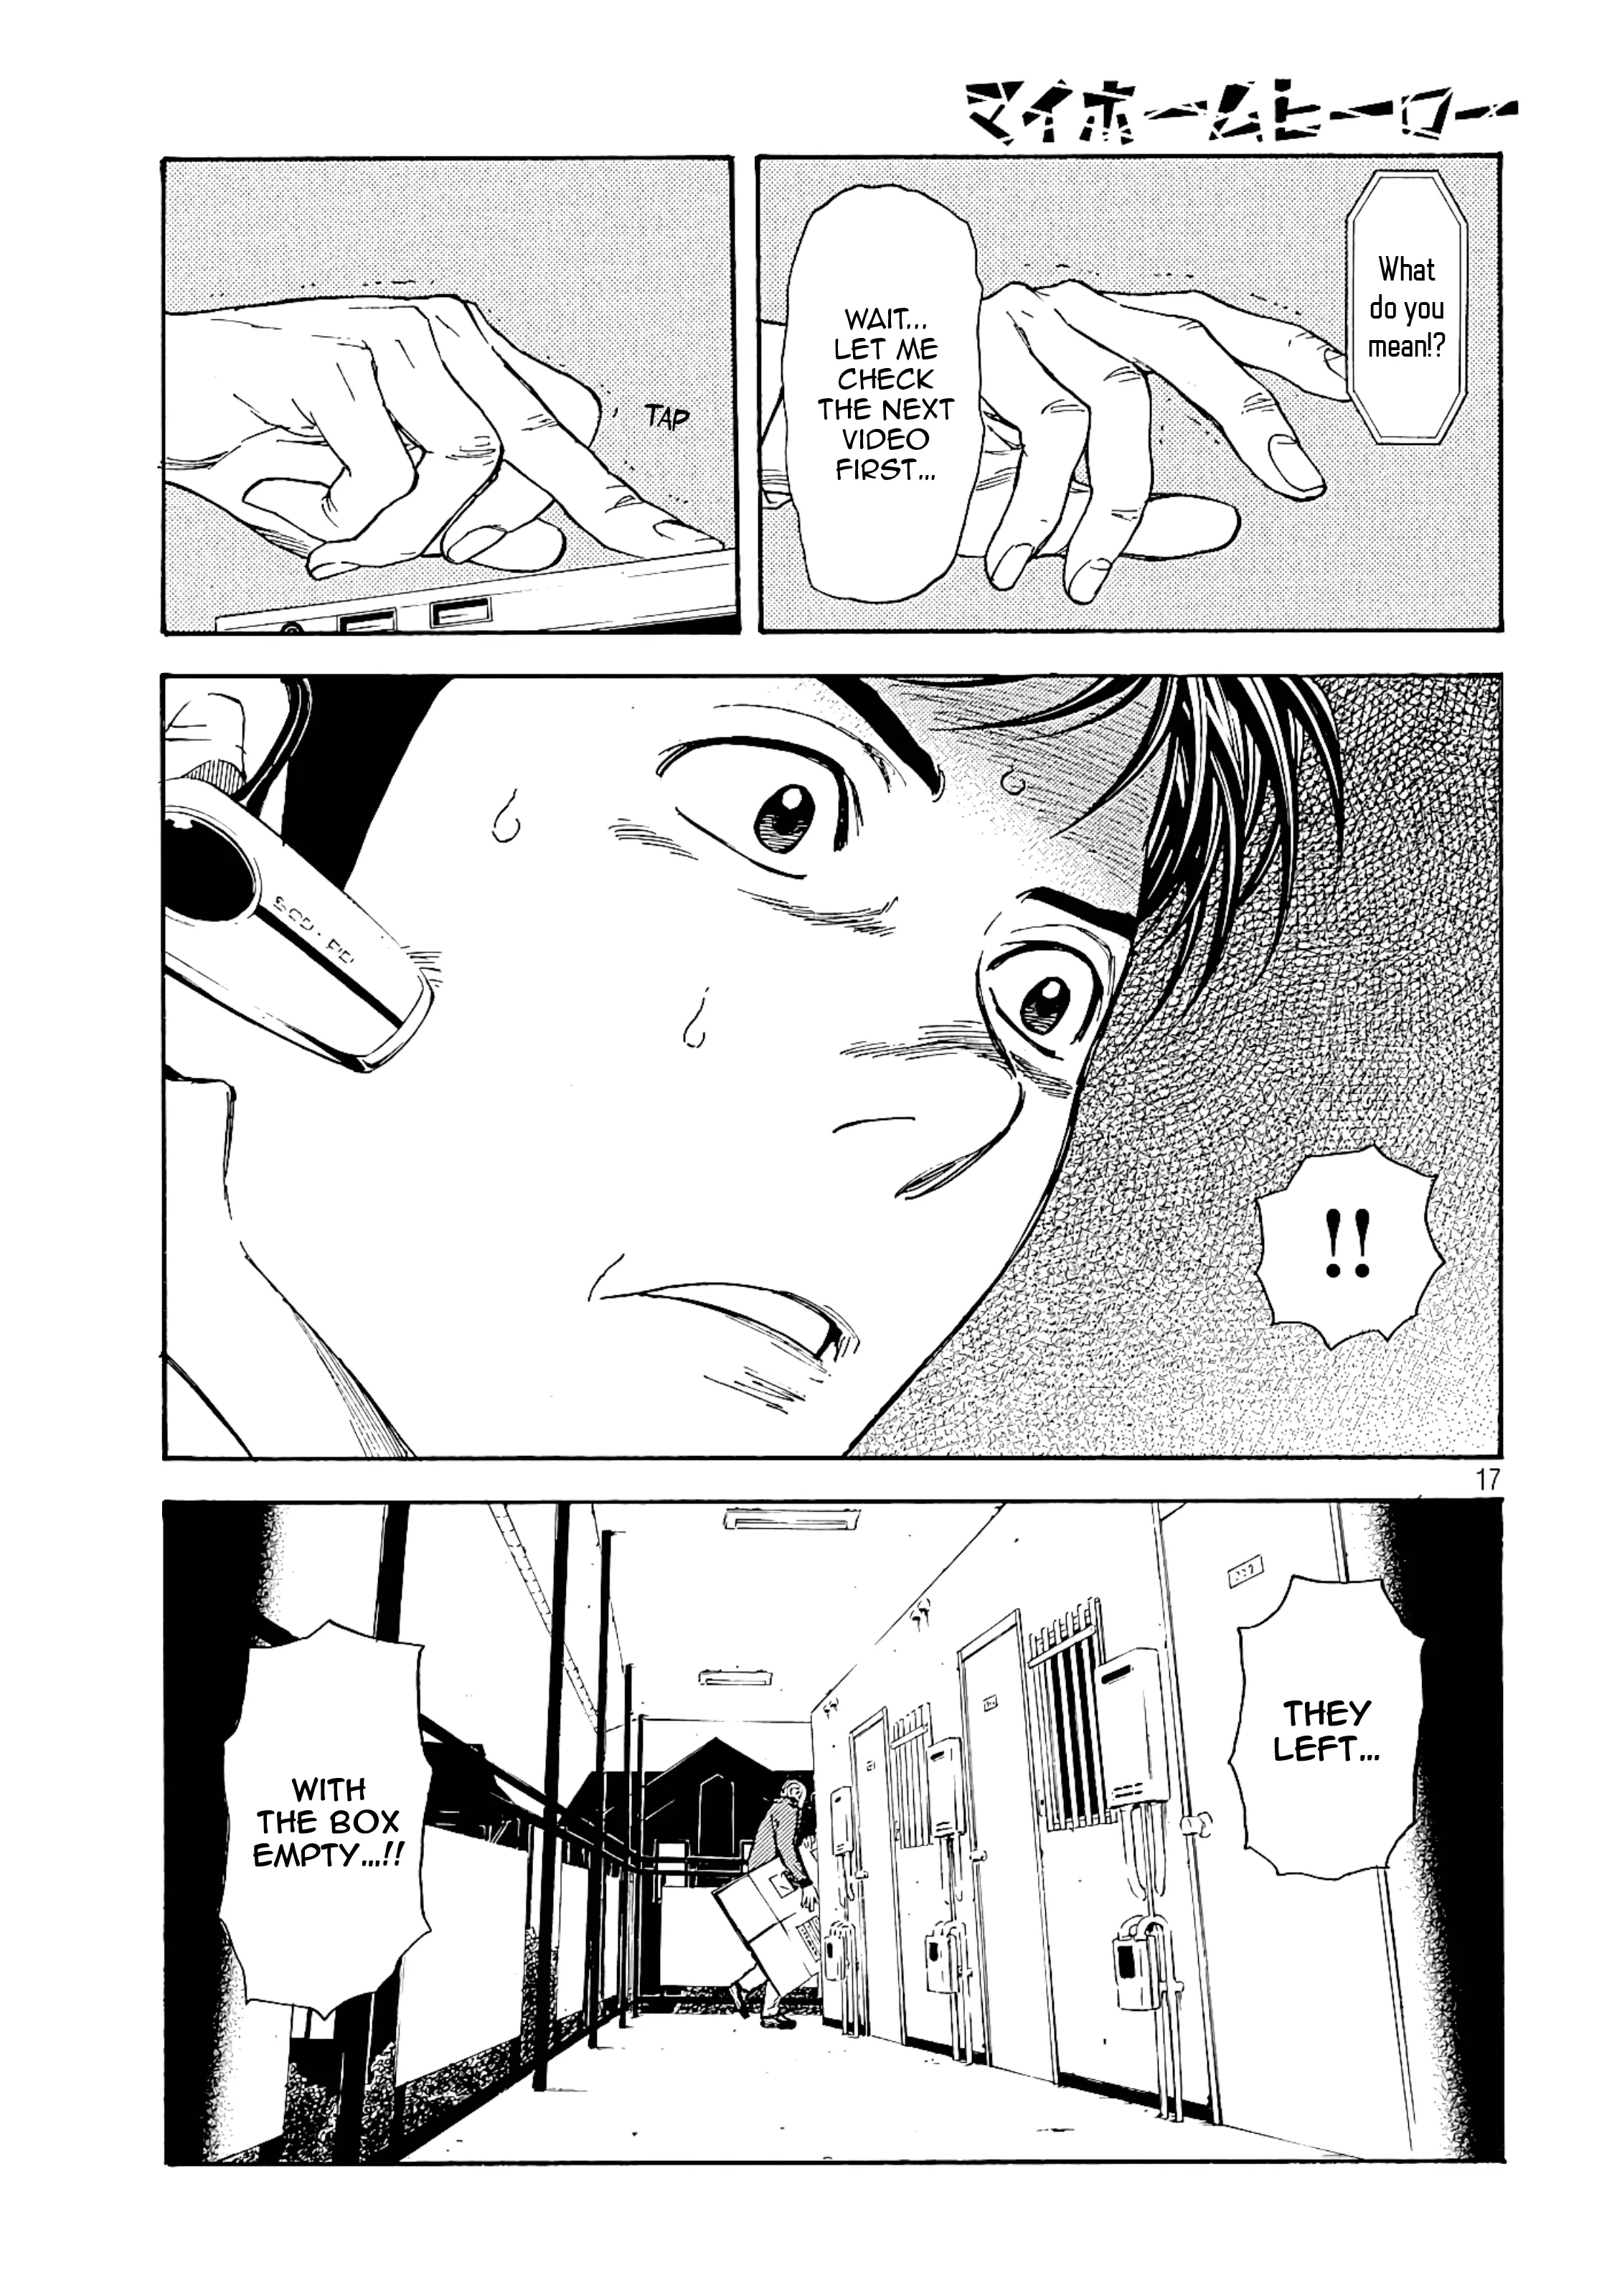 マイホームヒーロー
What
do you
mean!?
WAIT...
LET ME
CHECK
THE NEXT
VIDEO
FIRST...
TAP
!!
17
THEY
LEFT...
WITH
THE BOX
EMPTY...!!